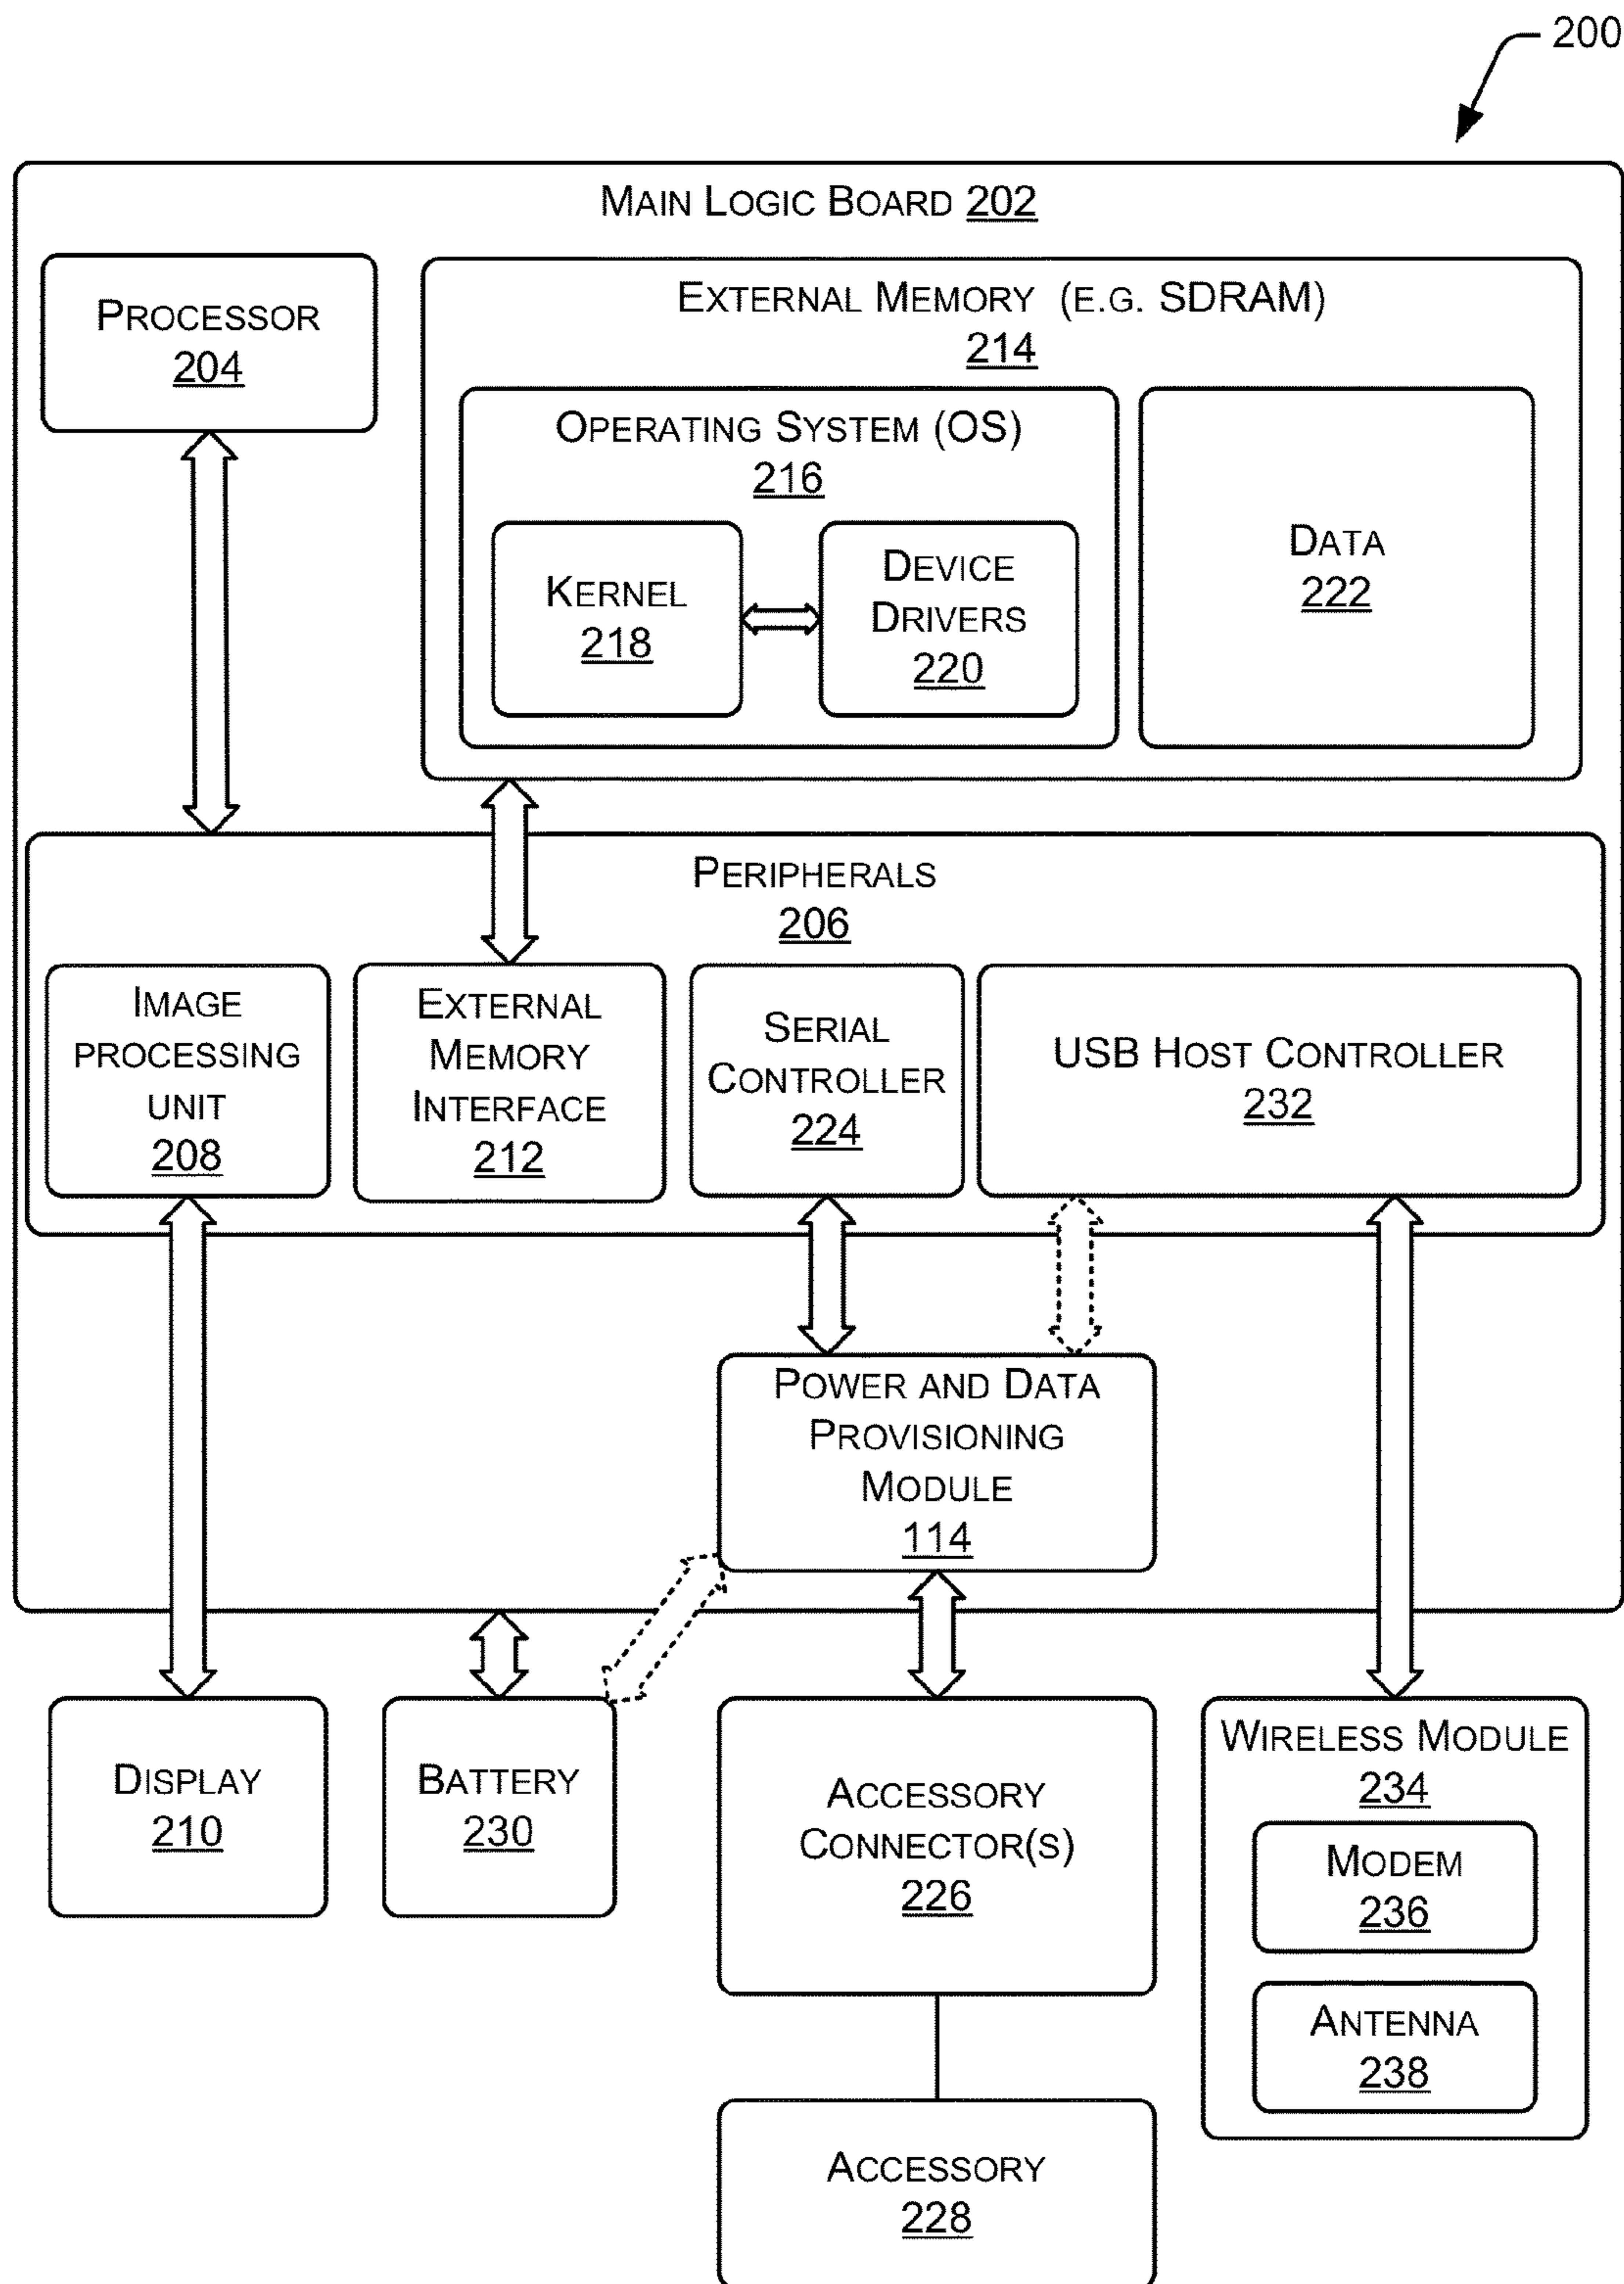 200
MAIN LOGIC BOARD 202
PROCESSOR
204
EXTERNAL MEMORY (E.G. SDRAM)
214
OPERATING SYSTEM (OS)
216
KERNEL
218
DEVICE
DRIVERS
220
DATA
222
PERIPHERALS
206
IMAGE
PROCESSING
UNIT
208
EXTERNAL
MEMORY
INTERFACE
212
SERIAL
CONTROLLER
224
USB HOST CONTROLLER
232
POWER AND DATA
PROVISIONING
MODULE
114
DISPLAY
210
BATTERY
230
ACCESSORY
CONNECTOR(S)
226
WIRELESS MODULE
234
MODEM
236
ANTENNA
238
ACCESSORY
228